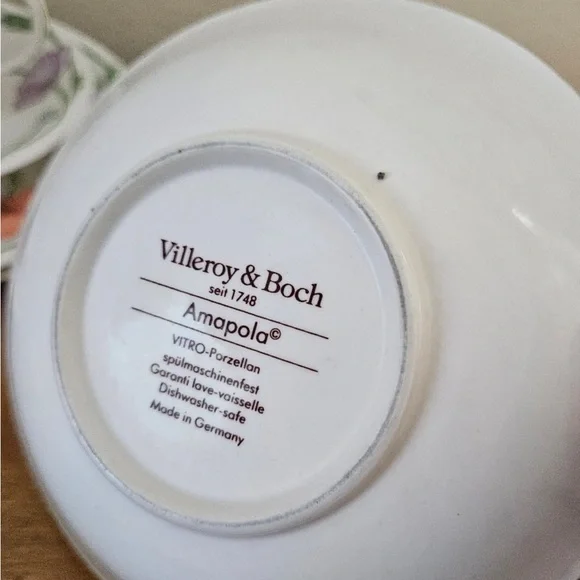 Villeroy & Boch
seit 1748
Amapola©
VITRO-Porzellan
spülmaschinenfest
Garanti lave-vaisselle
Dishwasher-safe
Made in Germany